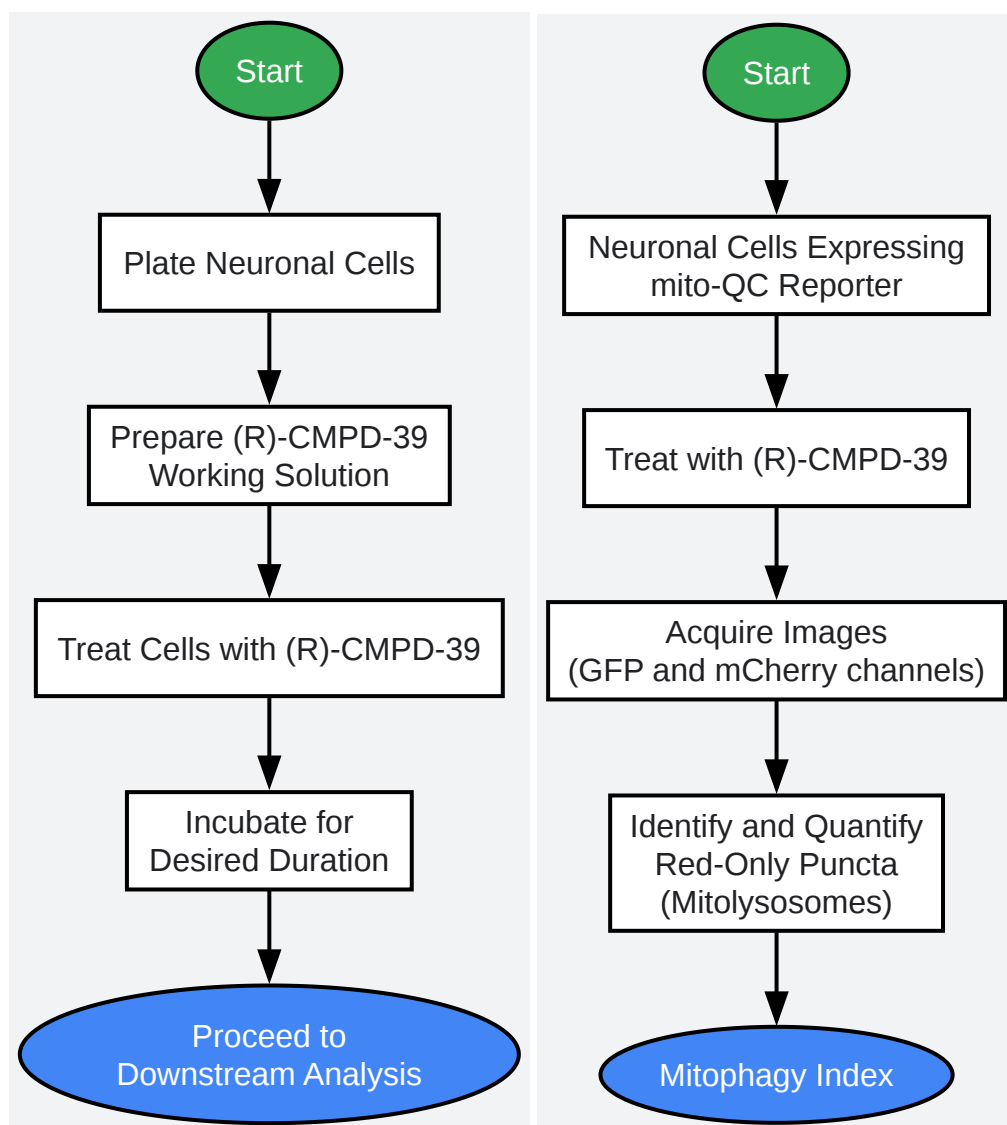 Start
Plate Neuronal Cells
Prepare (R)-CMPD-39
Working Solution
Treat Cells with (R)-CMPD-39
Incubate for
Desired Duration
Proceed to
Downstream Analysis
Start
Neuronal Cells Expressing
mito-QC Reporter
Treat with (R)-CMPD-39
Acquire Images
(GFP and mCherry channels)
Identify and Quantify
Red-Only Puncta
(Mitolysosomes)
Mitophagy Index